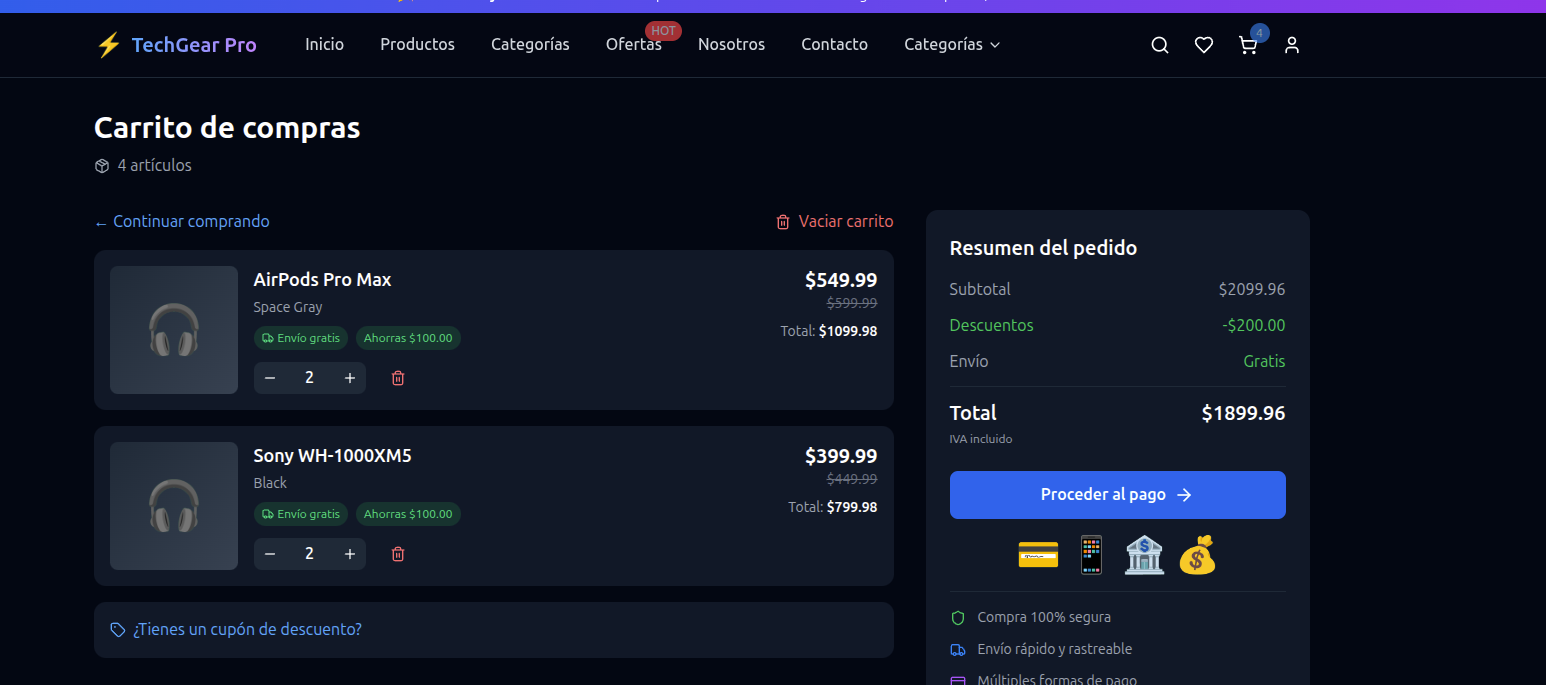 TechGear Pro
Inicio
Productos
Categorías
Ofertas
HOT
Nosotros
Contacto
Categorías
4
Carrito de compras
4 artículos
← Continuar comprando
Vaciar carrito
AirPods Pro Max
Space Gray
Envío gratis
Ahorras $100.00
2
$549.99
$599.99
Total: $1099.98
Sony WH-1000XM5
Black
Envío gratis
Ahorras $100.00
2
$399.99
$449.99
Total: $799.98
¿Tienes un cupón de descuento?
Resumen del pedido
Subtotal $2099.96
Descuentos -$200.00
Envío Gratis
Total $1899.96
IVA incluido
Proceder al pago →
Compra 100% segura
Envío rápido y rastreable
Múltiples formas de pago